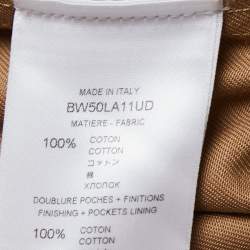 MADE IN ITALY
BW50LA11UD
MATIERE - FABRIC
100% COTON
COTTON
コットン
棉
ХЛОПОК
DOUBLURE POCHES + FINITIONS
FINISHING + POCKETS LINING
100% COTON
COTTON